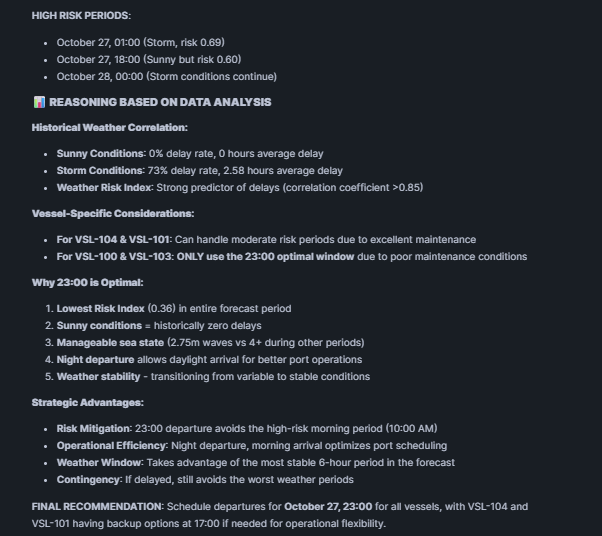 HIGH RISK PERIODS:
• October 27, 01:00 (Storm, risk 0.69)
• October 27, 18:00 (Sunny but risk 0.60)
• October 28, 00:00 (Storm conditions continue)
📊 REASONING BASED ON DATA ANALYSIS
Historical Weather Correlation:
• Sunny Conditions: 0% delay rate, 0 hours average delay
• Storm Conditions: 73% delay rate, 2.58 hours average delay
• Weather Risk Index: Strong predictor of delays (correlation coefficient >0.85)
Vessel-Specific Considerations:
• For VSL-104 & VSL-101: Can handle moderate risk periods due to excellent maintenance
• For VSL-100 & VSL-103: ONLY use the 23:00 optimal window due to poor maintenance conditions
Why 23:00 is Optimal:
1. Lowest Risk Index (0.36) in entire forecast period
2. Sunny conditions = historically zero delays
3. Manageable sea state (2.75m waves vs 4+ during other periods)
4. Night departure allows daylight arrival for better port operations
5. Weather stability - transitioning from variable to stable conditions
Strategic Advantages:
• Risk Mitigation: 23:00 departure avoids the high-risk morning period (10:00 AM)
• Operational Efficiency: Night departure, morning arrival optimizes port scheduling
• Weather Window: Takes advantage of the most stable 6-hour period in the forecast
• Contingency: If delayed, still avoids the worst weather periods
FINAL RECOMMENDATION: Schedule departures for October 27, 23:00 for all vessels, with VSL-104 and
VSL-101 having backup options at 17:00 if needed for operational flexibility.